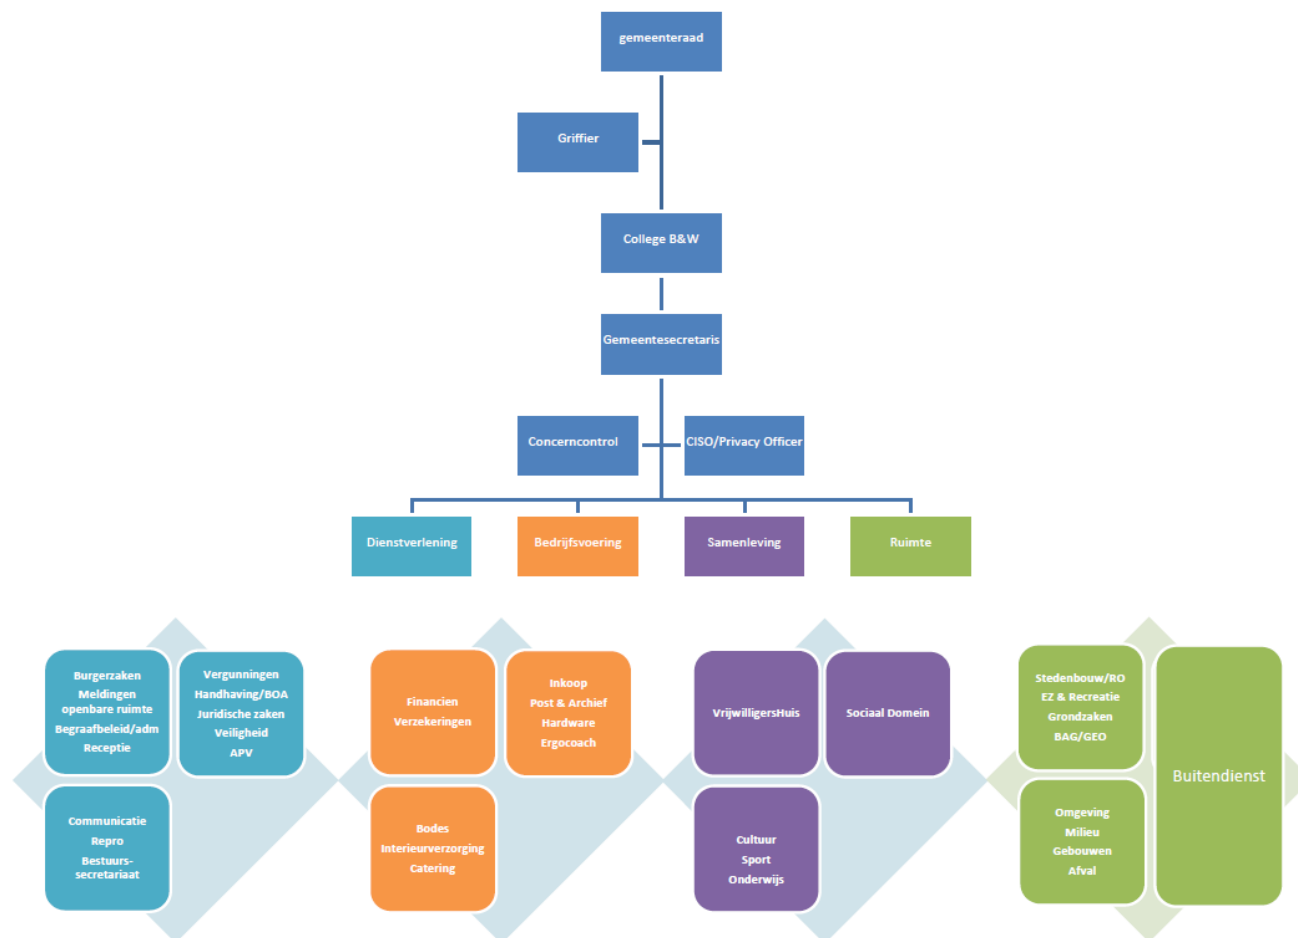 gemeenteraad
Griffier
College B&W
Gemeentesecretaris
Concerncontrol
CISO/Privacy Officer
Dienstverlening
Bedrijfsvoering
Samenleving
Ruimte
Burgerzaken
Meldingen
openbare ruimte
Begraafbeleid/adm
Receptie
Vergunningen
Handhaving/BOA
Juridische zaken
Veiligheid
APV
Communicatie
Repro
Bestuurs-
secretariaat
Financien
Verzekeringen
Inkoop
Post & Archief
Hardware
Ergocoach
Bodes
Interieurverzorging
Catering
VrijwilligersHuis
Sociaal Domein
Cultuur
Sport
Onderwijs
Stedenbouw/RO
EZ & Recreatie
Grondzaken
BAG/GEO
Buitendienst
Omgeving
Milieu
Gebouwen
Afval